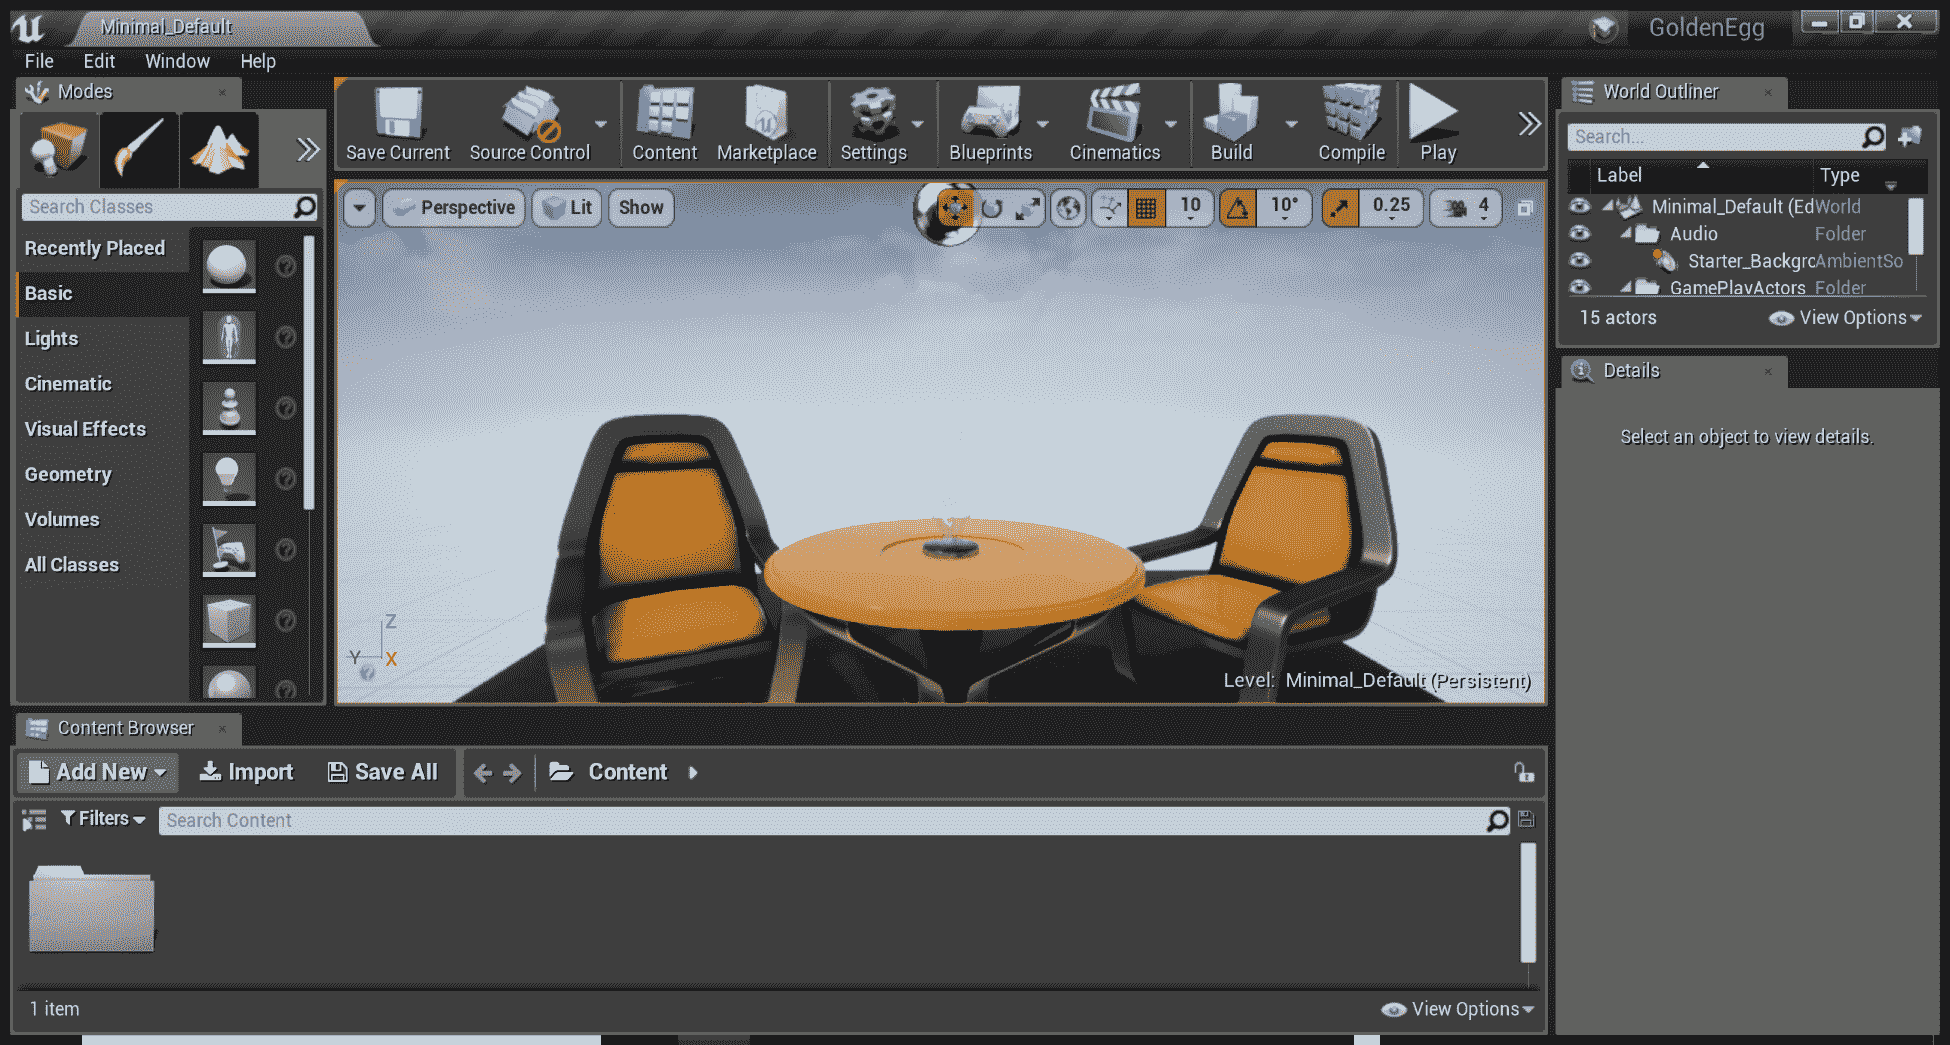 Minimal_Default
GoldenEgg
File Edit Window Help
Modes
Search Classes
Recently Placed
Basic
Lights
Cinematic
Visual Effects
Geometry
Volumes
All Classes
Save Current Source Control Content Marketplace Settings Blueprints Cinematics Build Compile Play
Perspective Lit Show 10 10° 0.25 4
Z
Y X
Level: Minimal_Default (Persistent)
World Outliner
Search...
Label Type
Minimal_Default (Ed World
Audio Folder
Starter_Backgrc AmbientSo
GamePlayActors Folder
15 actors View Options
Details
Select an object to view details.
Content Browser
Add New Import Save All Content
Filters Search Content
1 item View Options